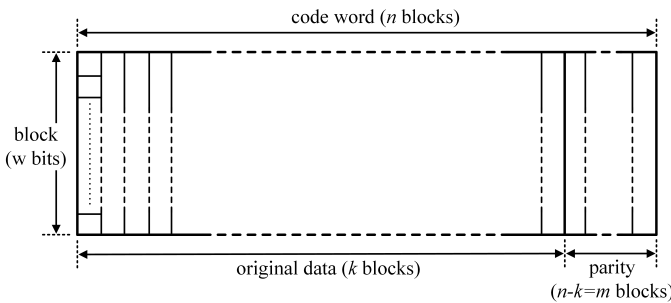 code word (n blocks)
block
(w bits)
original data (k blocks)
parity
(n-k=m blocks)